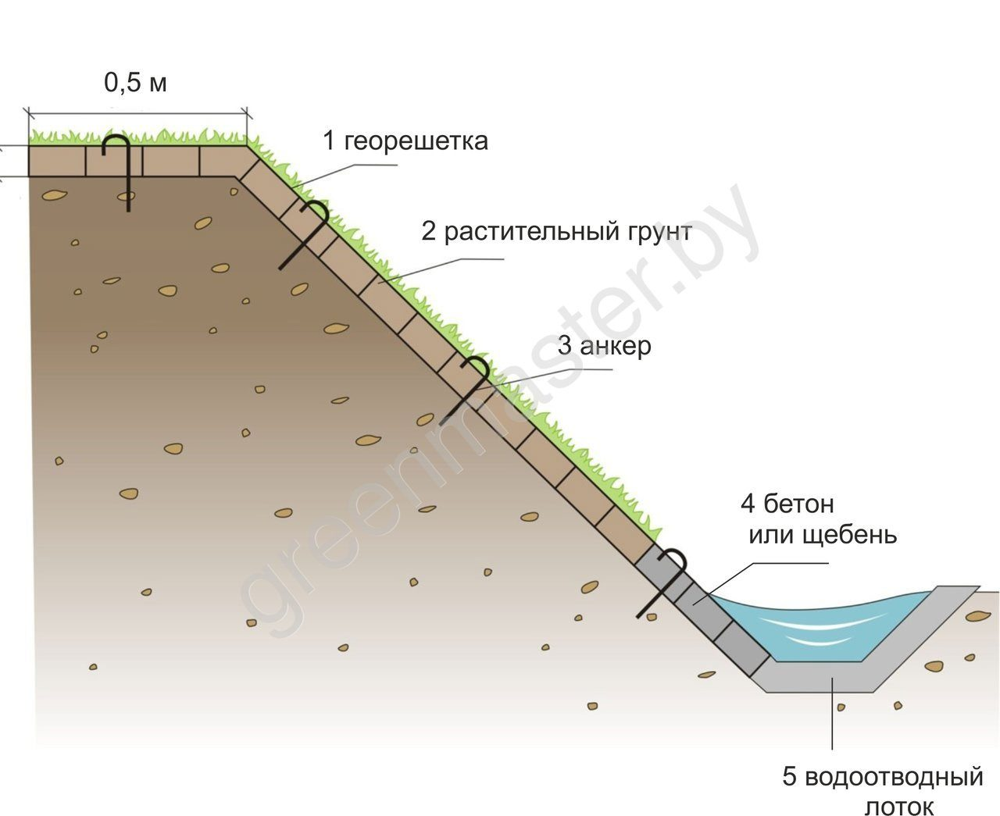 0,5 м
1 георешетка
2 растительный грунт
3 анкер
4 бетон
или щебень
5 водоотводный
лоток
greenmaster.by